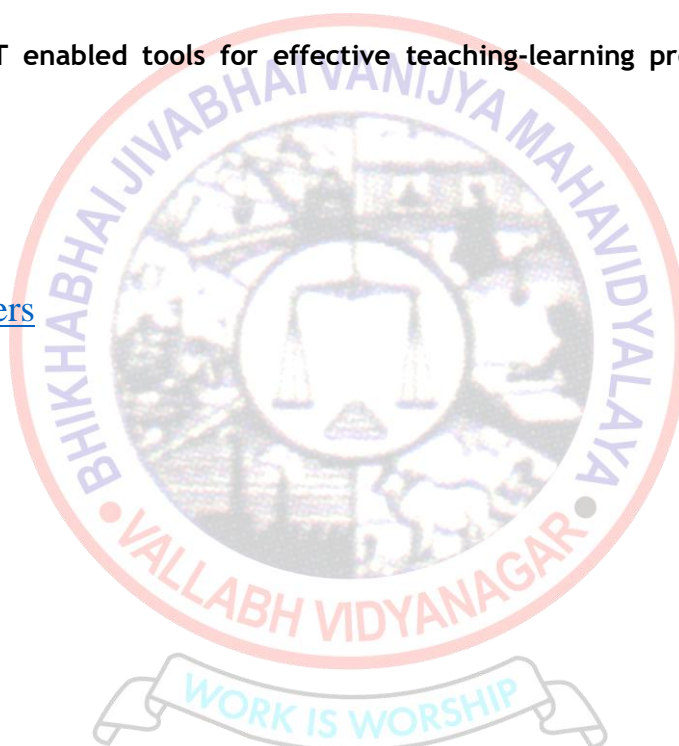 T enabled tools for effective teaching-learning pr
BHIKHABHAI JIVABHAI VANIJYA MAHAVIDYALAYA
ers
• VALLABH VIDYANAGAR •
WORK IS WORSHIP